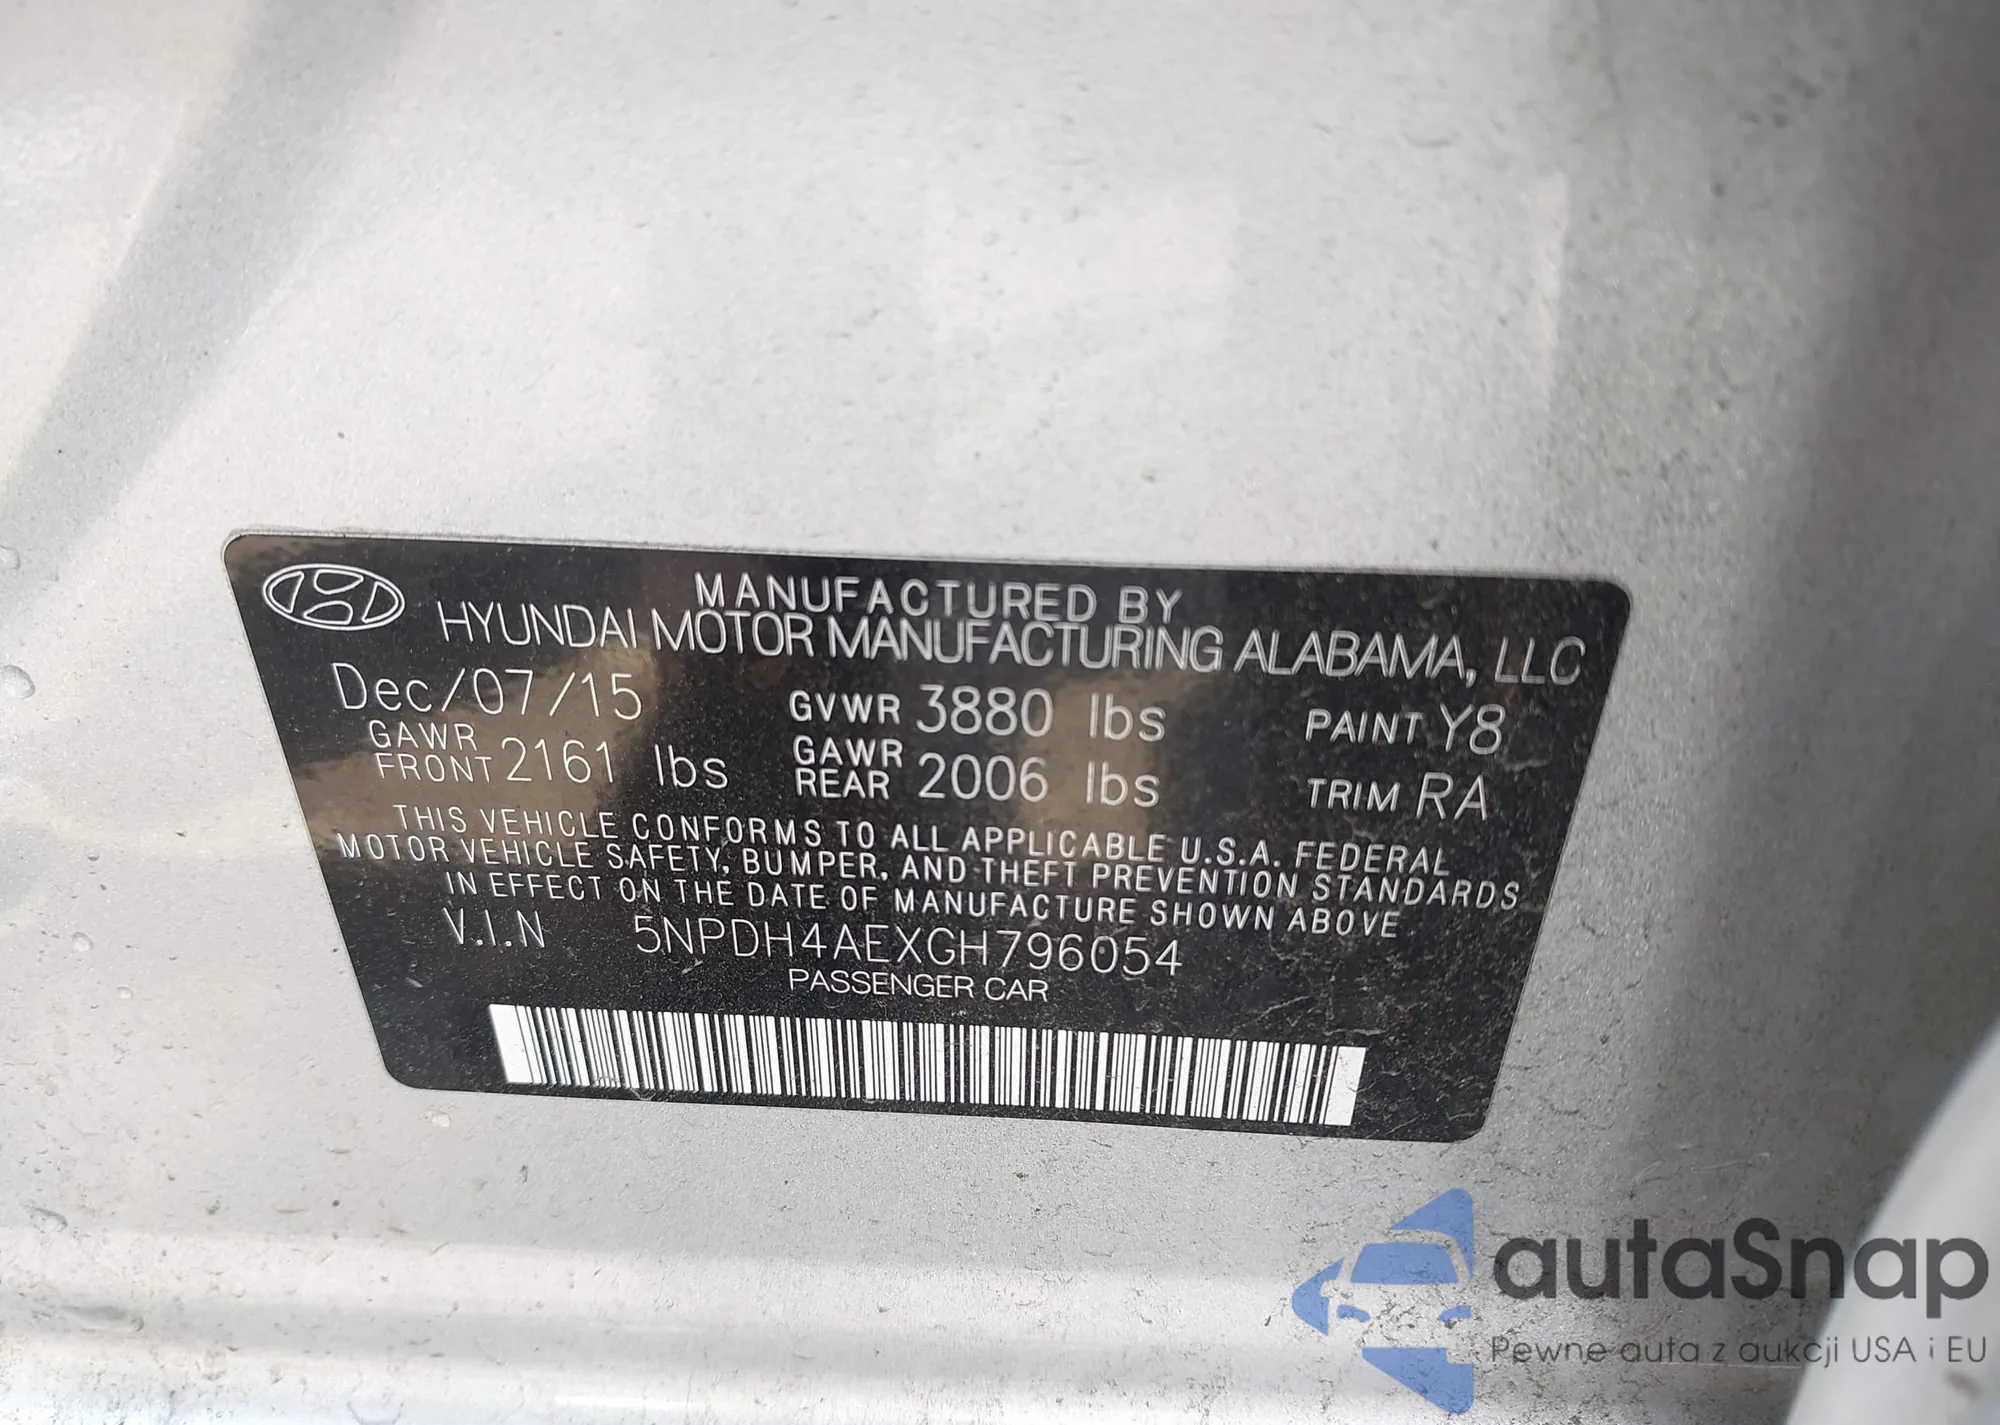 MANUFACTURED BY
HYUNDAI MOTOR MANUFACTURING ALABAMA, LLC
Dec/07/15 GVWR 3880 lbs PAINT Y8
GAWR FRONT 2161 lbs GAWR REAR 2006 lbs TRIM RA
THIS VEHICLE CONFORMS TO ALL APPLICABLE U.S.A. FEDERAL
MOTOR VEHICLE SAFETY, BUMPER, AND THEFT PREVENTION STANDARDS
IN EFFECT ON THE DATE OF MANUFACTURE SHOWN ABOVE
V.I.N 5NPDH4AEXGH796054
PASSENGER CAR
autaSnap
Pewne auta z aukcji USA i EU